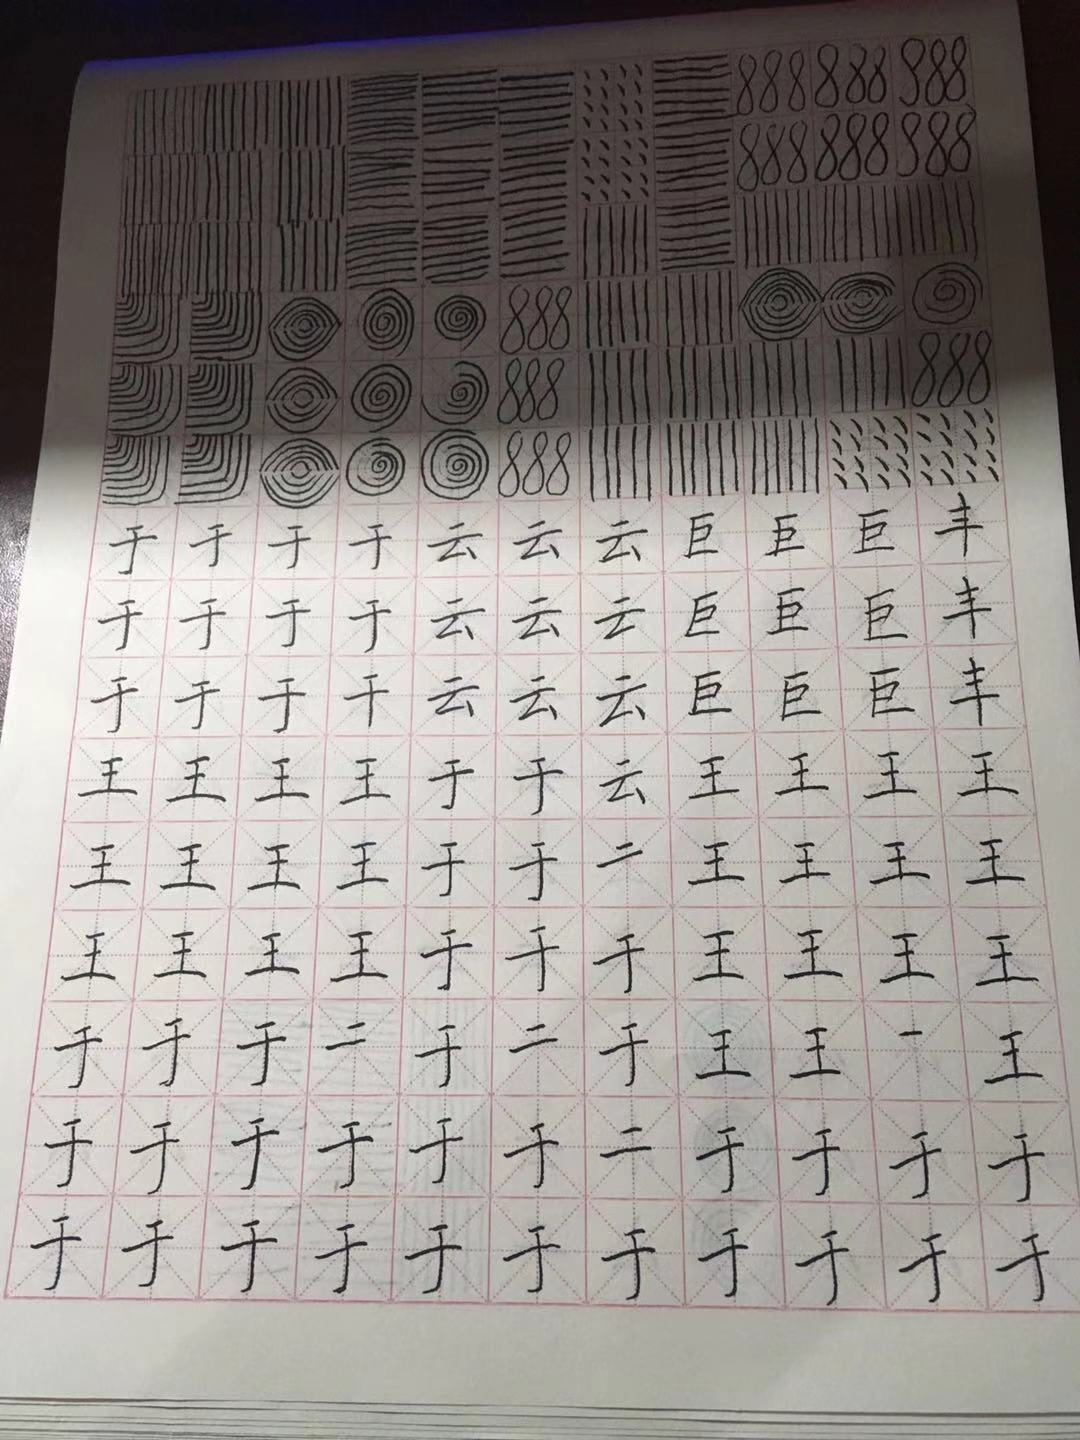 888 888 888
888 888 888
888
888 888
888
于 于 于 于 云 云 云 巨 巨 巨 丰
于 于 于 于 云 云 云 巨 巨 巨 丰
于 于 于 干 云 云 云 巨 巨 巨 丰
王 王 王 王 于 于 云 王 王 王 王
王 王 王 王 于 于 二 王 王 王 王
王 王 王 王 于 干 于 王 王 王 王
于 于 于 二 于 二 于 王 王 一 王
于 于 于 于 于 于 二 于 于 于 于
于 于 于 于 于 于 于 于 于 于 于